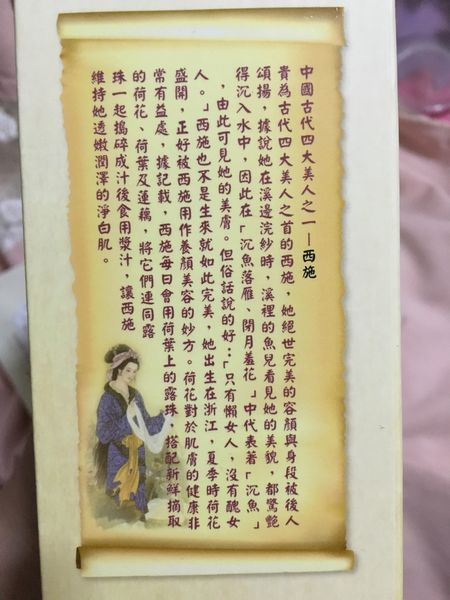 中國古代四大美人之一—西施
貴為古代四大美人之首的西施，她絕世完美的容顏與身段被後人
頌揚，據說她在溪邊浣紗時，溪裡的魚兒看見她的美貌，都驚艷
得沉入水中，因此在「沉魚落雁、閉月羞花」中代表著「沉魚」
，由此可見她的美膚。但俗話說的好：「只有懶女人，沒有醜女
人。」西施也不是生來就如此完美，她出生在浙江，夏季時荷花
盛開，正好被西施用作養顏美容的妙方。荷花對於肌膚的健康非
常有益處，據記載，西施每日會用荷葉上的露珠，搭配新鮮摘取
的荷花、荷葉及蓮藕，將它們連同露
珠一起搗碎成汁後食用漿汁，讓西施
維持她透嫩潤澤的淨白肌。